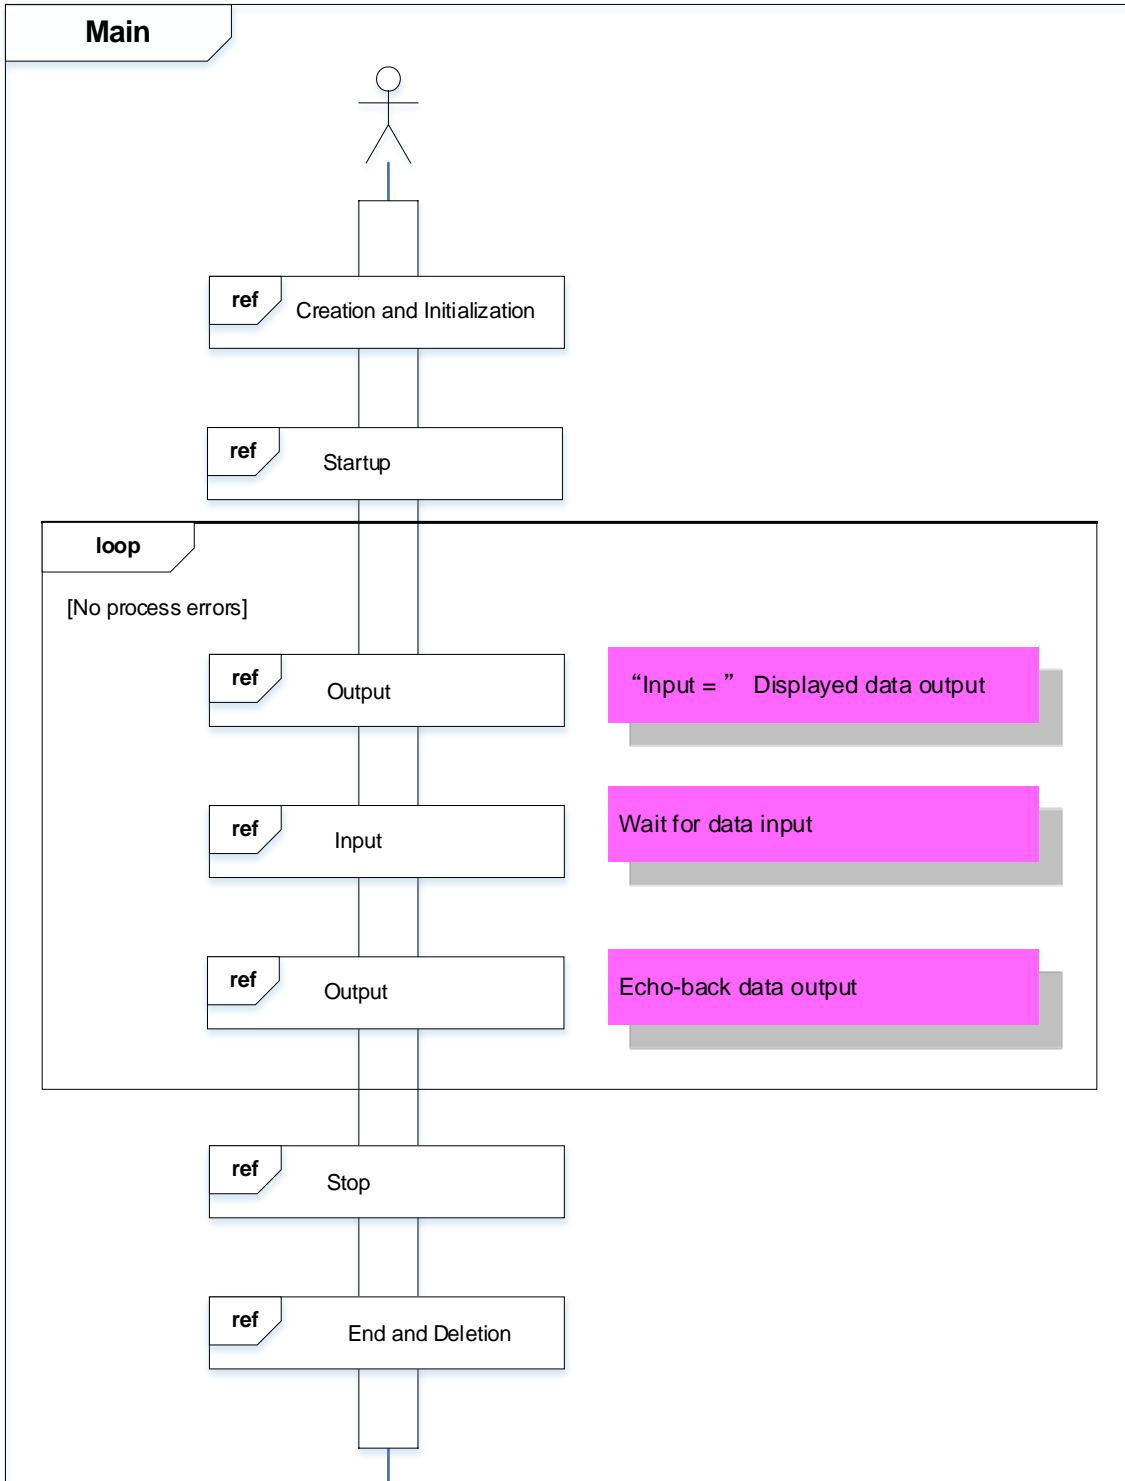 Main
ref
Creation and Initialization
ref
Startup
loop
[No process errors]
ref
Output
“Input = ” Displayed data output
ref
Input
Wait for data input
ref
Output
Echo-back data output
ref
Stop
ref
End and Deletion